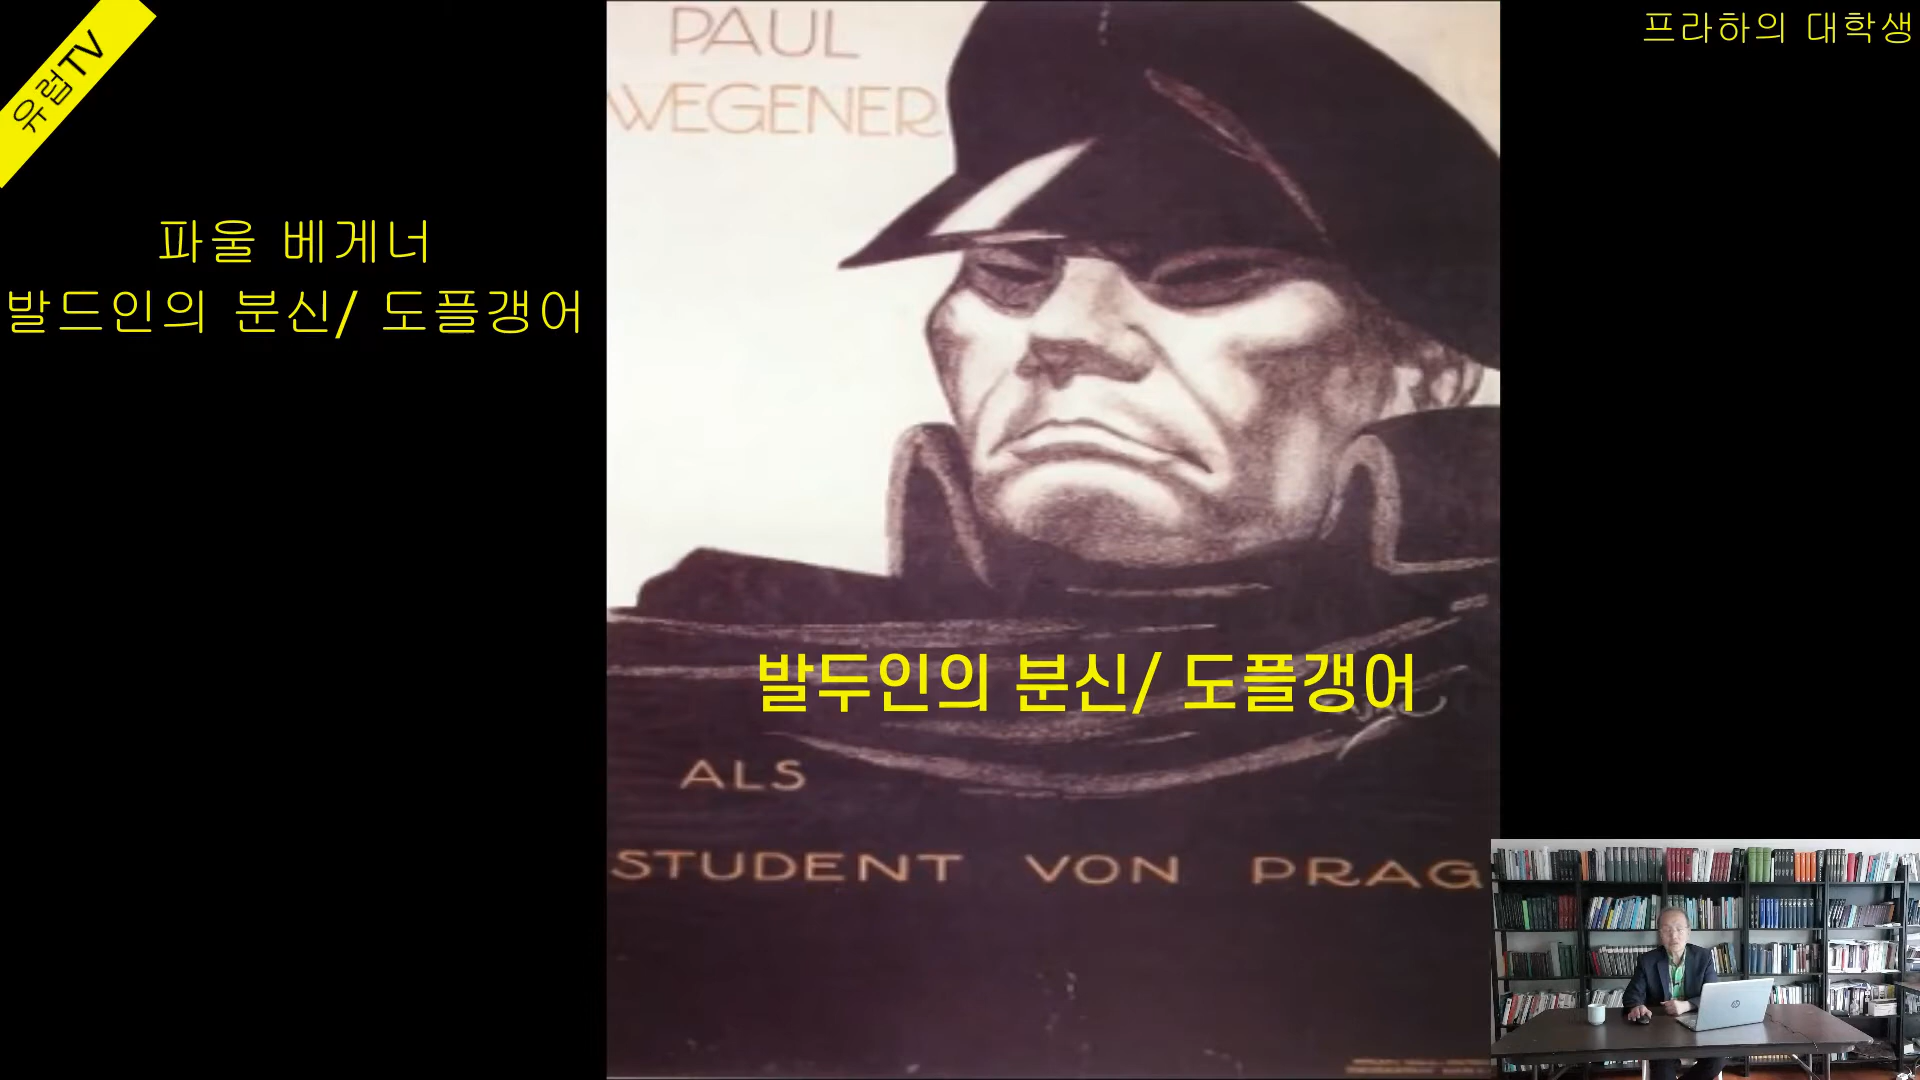 유럽TV
프라하의 대학생
파울 베게너
발드인의 분신/ 도플갱어
PAUL
WEGENER
발두인의 분신/ 도플갱어
ALS
STUDENT VON PRAG